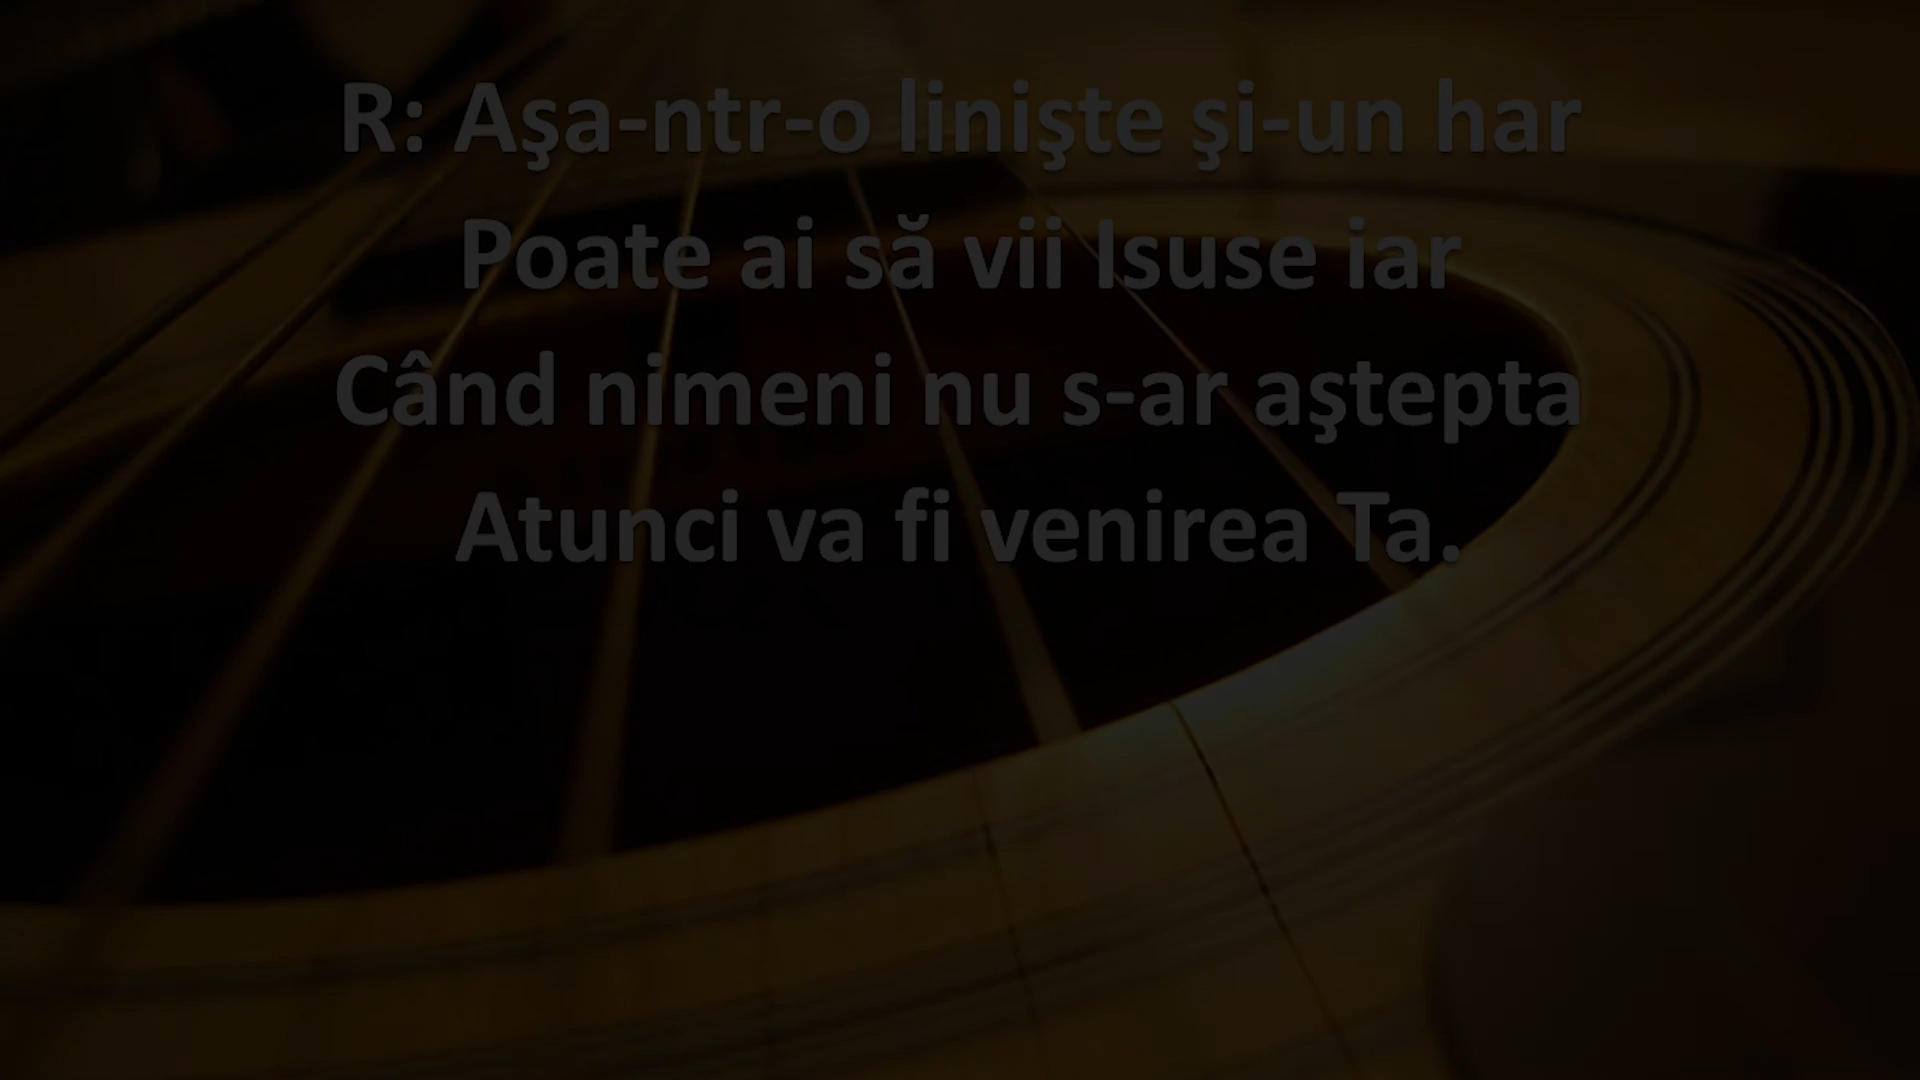 R: Aşa-ntr-o linişte şi-un har
Poate ai să vii Isuse iar
Când nimeni nu s-ar aştepta
Atunci va fi venirea Ta.